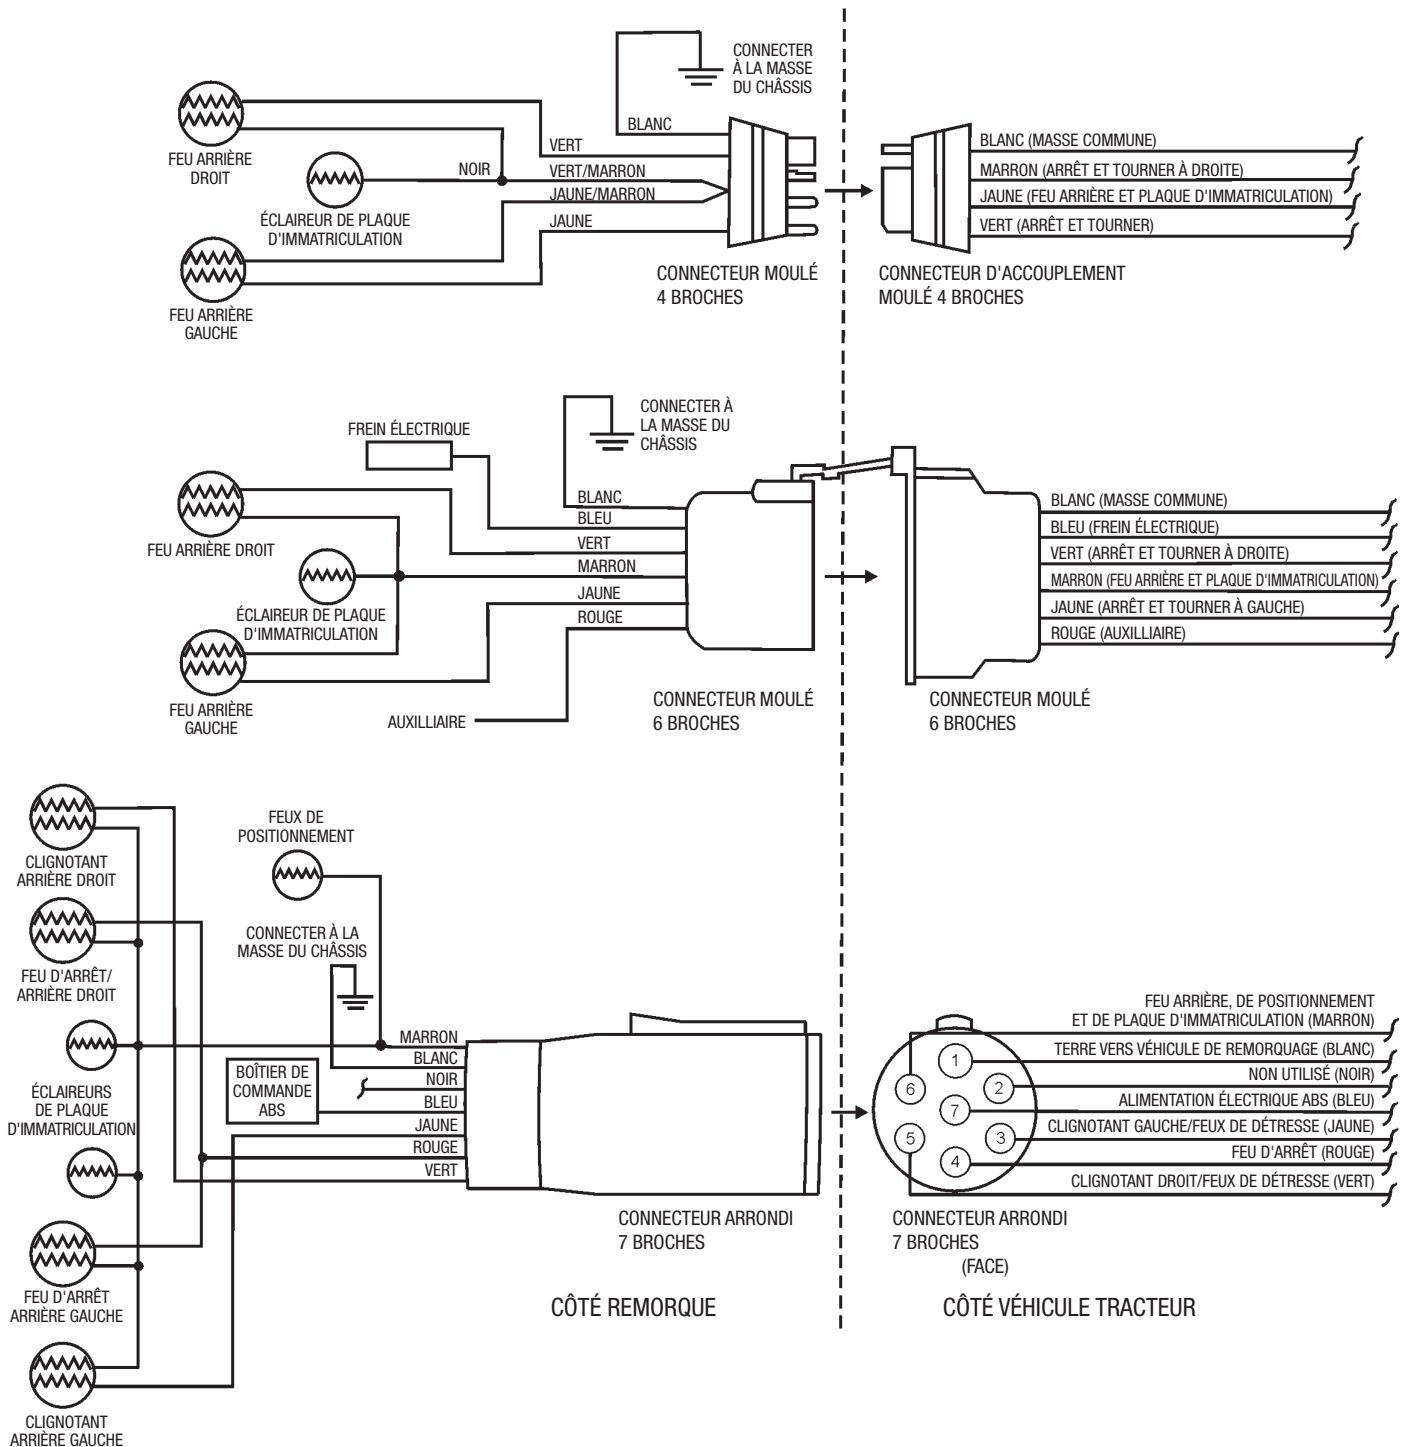 CONNECTER
À LA MASSE
DU CHÂSSIS
BLANC
VERT
NOIR
VERT/MARRON
JAUNE/MARRON
JAUNE
FEU ARRIÈRE
DROIT
ÉCLAIREUR DE PLAQUE
D'IMMATRICULATION
FEU ARRIÈRE
GAUCHE
CONNECTEUR MOULÉ
4 BROCHES
BLANC (MASSE COMMUNE)
MARRON (ARRÊT ET TOURNER À DROITE)
JAUNE (FEU ARRIÈRE ET PLAQUE D'IMMATRICULATION)
VERT (ARRÊT ET TOURNER)
CONNECTEUR D'ACCOUPLEMENT
MOULÉ 4 BROCHES
CONNECTER À
LA MASSE DU
CHÂSSIS
FREIN ÉLECTRIQUE
BLANC
BLEU
VERT
MARRON
JAUNE
ROUGE
FEU ARRIÈRE DROIT
ÉCLAIREUR DE PLAQUE
D'IMMATRICULATION
FEU ARRIÈRE
GAUCHE
AUXILLIAIRE
CONNECTEUR MOULÉ
6 BROCHES
BLANC (MASSE COMMUNE)
BLEU (FREIN ÉLECTRIQUE)
VERT (ARRÊT ET TOURNER À DROITE)
MARRON (FEU ARRIÈRE ET PLAQUE D'IMMATRICULATION)
JAUNE (ARRÊT ET TOURNER À GAUCHE)
ROUGE (AUXILLIAIRE)
CONNECTEUR MOULÉ
6 BROCHES
CLIGNOTANT
ARRIÈRE DROIT
FEUX DE
POSITIONNEMENT
CONNECTER À LA
MASSE DU CHÂSSIS
FEU D'ARRÊT/
ARRIÈRE DROIT
ÉCLAIREURS
DE PLAQUE
D'IMMATRICULATION
BOÎTIER DE
COMMANDE
ABS
MARRON
BLANC
NOIR
BLEU
JAUNE
ROUGE
VERT
FEU D'ARRÊT
ARRIÈRE GAUCHE
CLIGNOTANT
ARRIÈRE GAUCHE
CONNECTEUR ARRONDI
7 BROCHES
CÔTÉ REMORQUE
FEU ARRIÈRE, DE POSITIONNEMENT
ET DE PLAQUE D'IMMATRICULATION (MARRON)
TERRE VERS VÉHICULE DE REMORQUAGE (BLANC)
NON UTILISÉ (NOIR)
ALIMENTATION ÉLECTRIQUE ABS (BLEU)
CLIGNOTANT GAUCHE/FEUX DE DÉTRESSE (JAUNE)
FEU D'ARRÊT (ROUGE)
CLIGNOTANT DROIT/FEUX DE DÉTRESSE (VERT)
1
6
2
7
5
3
4
CONNECTEUR ARRONDI
7 BROCHES
(FACE)
CÔTÉ VÉHICULE TRACTEUR